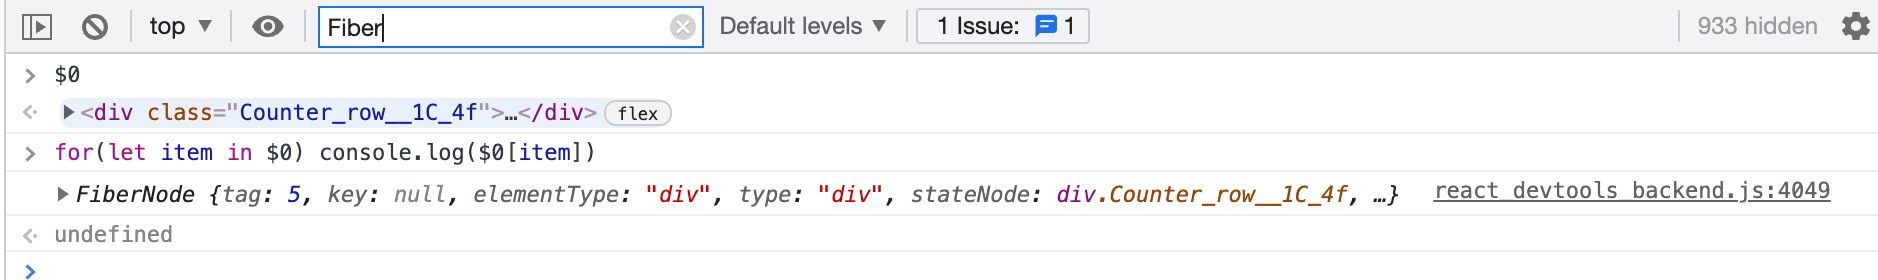 top ▼ Fiber Default levels ▼ 1 Issue: 1 933 hidden
$0
<div class="Counter_row__1C_4f">…</div> flex
for(let item in $0) console.log($0[item])
FiberNode {tag: 5, key: null, elementType: "div", type: "div", stateNode: div.Counter_row__1C_4f, …} react_devtools_backend.js:4049
undefined